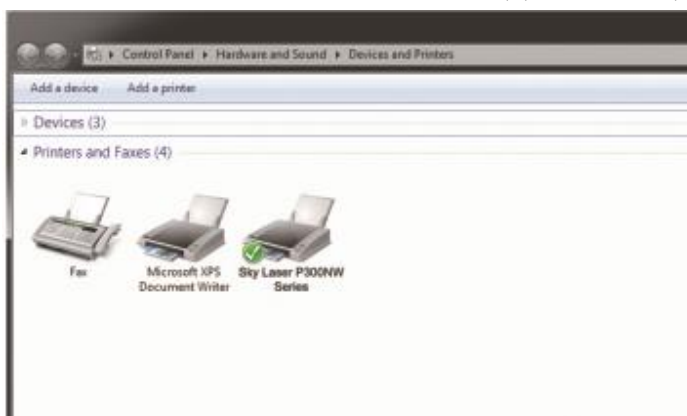 Control Panel ▸ Hardware and Sound ▸ Devices and Printers
Add a device Add a printer
Devices (3)
Printers and Faxes (4)
Fax
Microsoft XPS
Document Writer
Sky Laser P300NW
Series